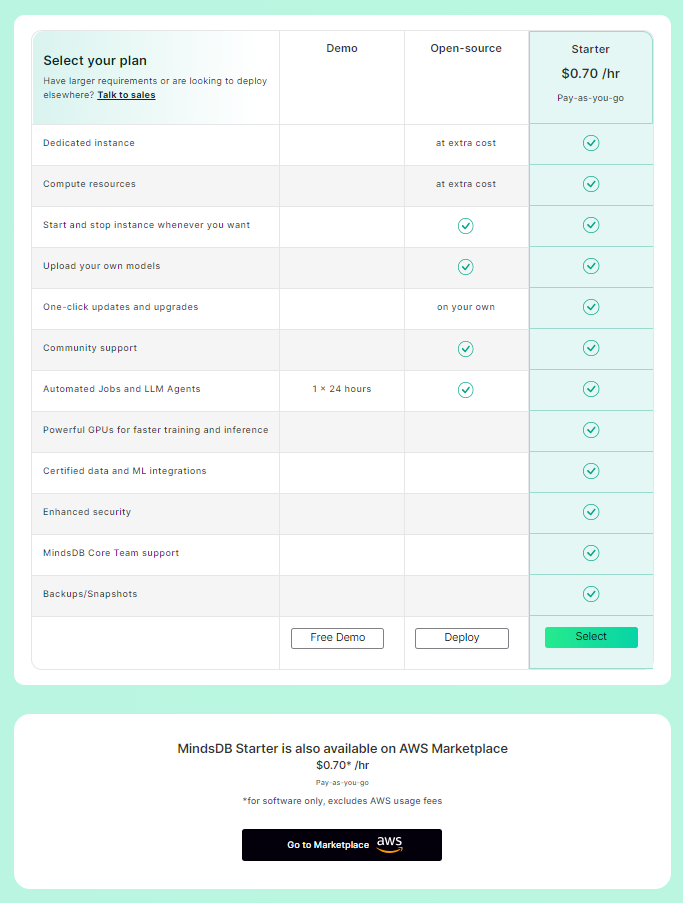 Select your plan
Have larger requirements or are looking to deploy
elsewhere? Talk to sales
Demo
Open-source
Starter
$0.70 /hr
Pay-as-you-go
Dedicated instance
at extra cost
Compute resources
at extra cost
Start and stop instance whenever you want
Upload your own models
One-click updates and upgrades
on your own
Community support
Automated Jobs and LLM Agents
1 × 24 hours
Powerful GPUs for faster training and inference
Certified data and ML integrations
Enhanced security
MindsDB Core Team support
Backups/Snapshots
Free Demo
Deploy
Select
MindsDB Starter is also available on AWS Marketplace
$0.70* /hr
Pay-as-you-go
*for software only, excludes AWS usage fees
Go to Marketplace aws